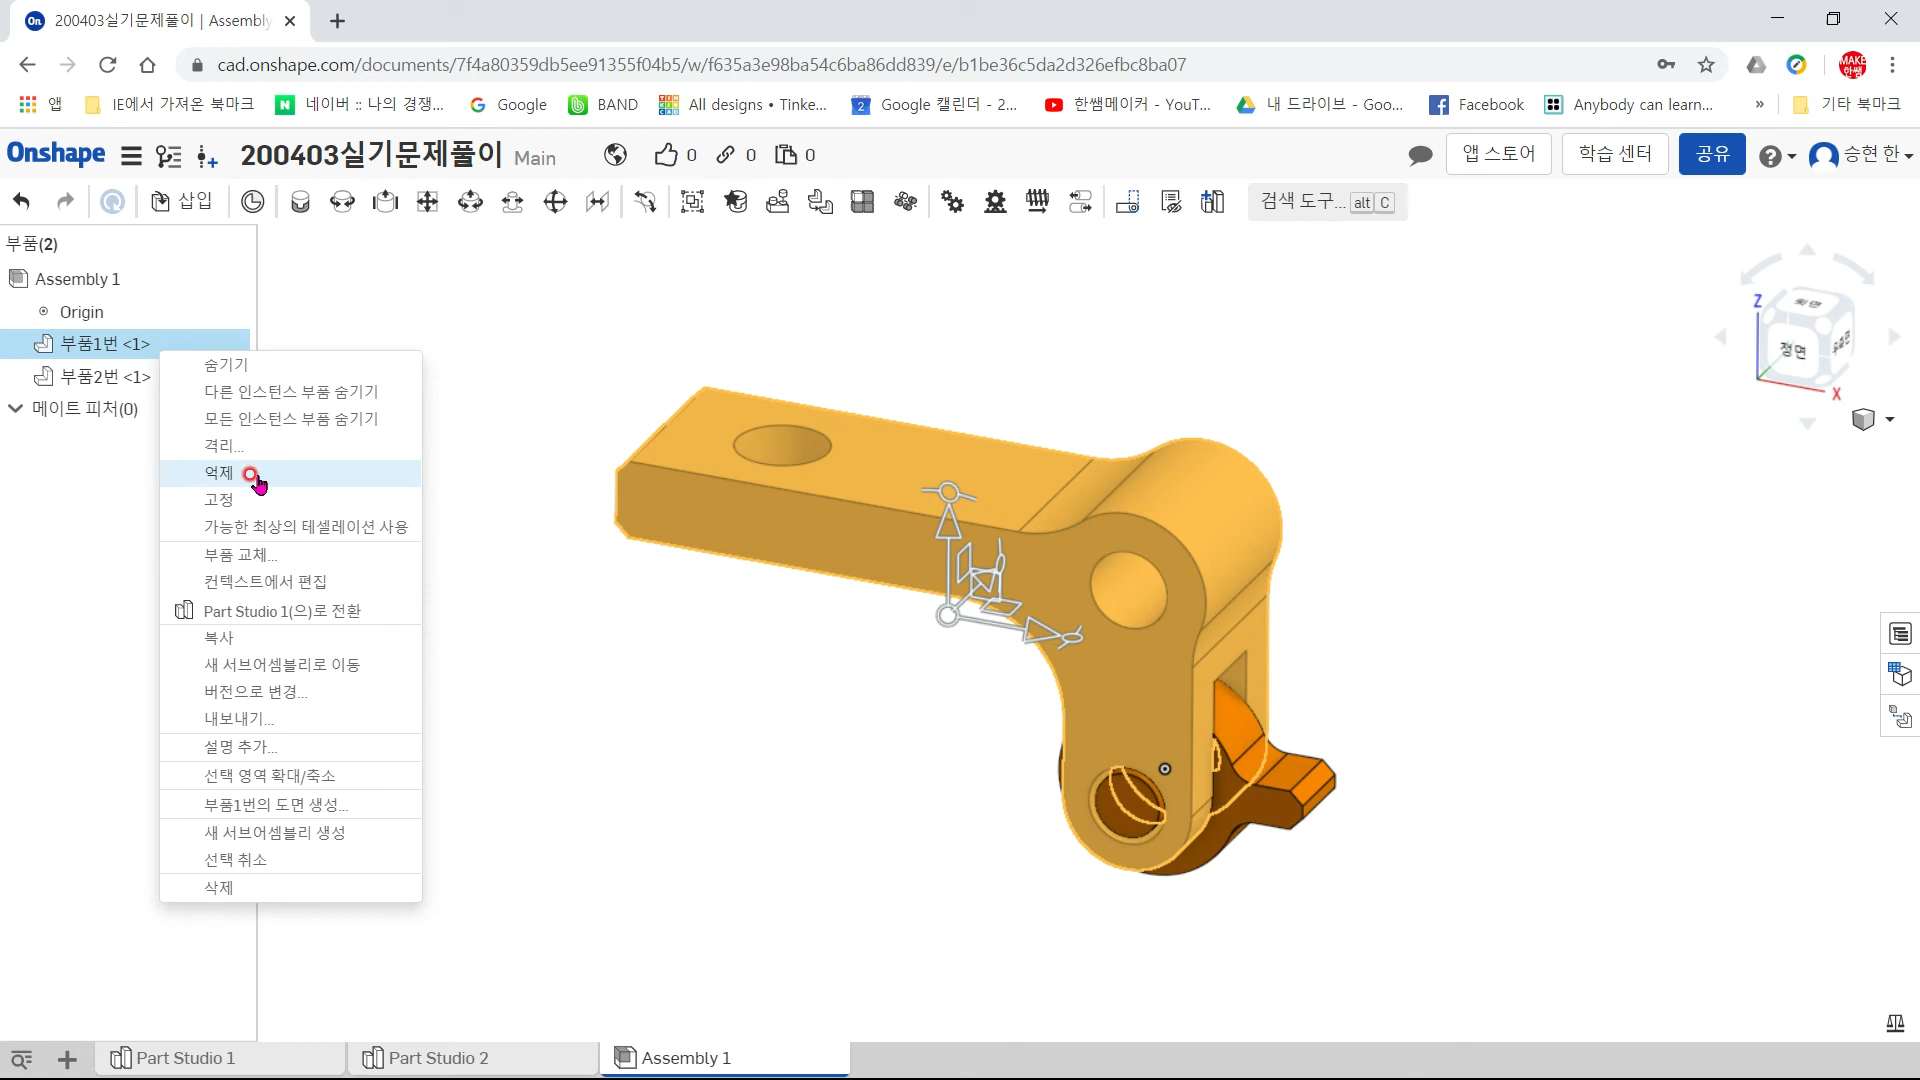 200403실기문제풀이 | Assembly
cad.onshape.com/documents/7f4a80359db5ee91355f04b5/w/f635a3e98ba54c6ba86dd839/e/b1be36c5da2d326efbc8ba07
MAKE
한쌤
앱
IE에서 가져온 북마크
네이버 :: 나의 경쟁...
Google
BAND
All designs • Tinke...
Google 캘린더 - 2...
한쌤메이커 - YouT...
내 드라이브 - Goo...
Facebook
Anybody can learn...
»
기타 북마크
Onshape
200403실기문제풀이 Main
0
0
0
앱 스토어
학습 센터
공유
승현 한
삽입
검색 도구... alt C
부품(2)
Assembly 1
Origin
부품1번 <1>
부품2번 <1>
메이트 피처(0)
숨기기
다른 인스턴스 부품 숨기기
모든 인스턴스 부품 숨기기
격리...
억제
고정
가능한 최상의 테셀레이션 사용
부품 교체...
컨텍스트에서 편집
Part Studio 1(으)로 전환
복사
새 서브어셈블리로 이동
버전으로 변경...
내보내기...
설명 추가...
선택 영역 확대/축소
부품1번의 도면 생성...
새 서브어셈블리 생성
선택 취소
삭제
Z
윗면
정면
우측면
X
Part Studio 1
Part Studio 2
Assembly 1